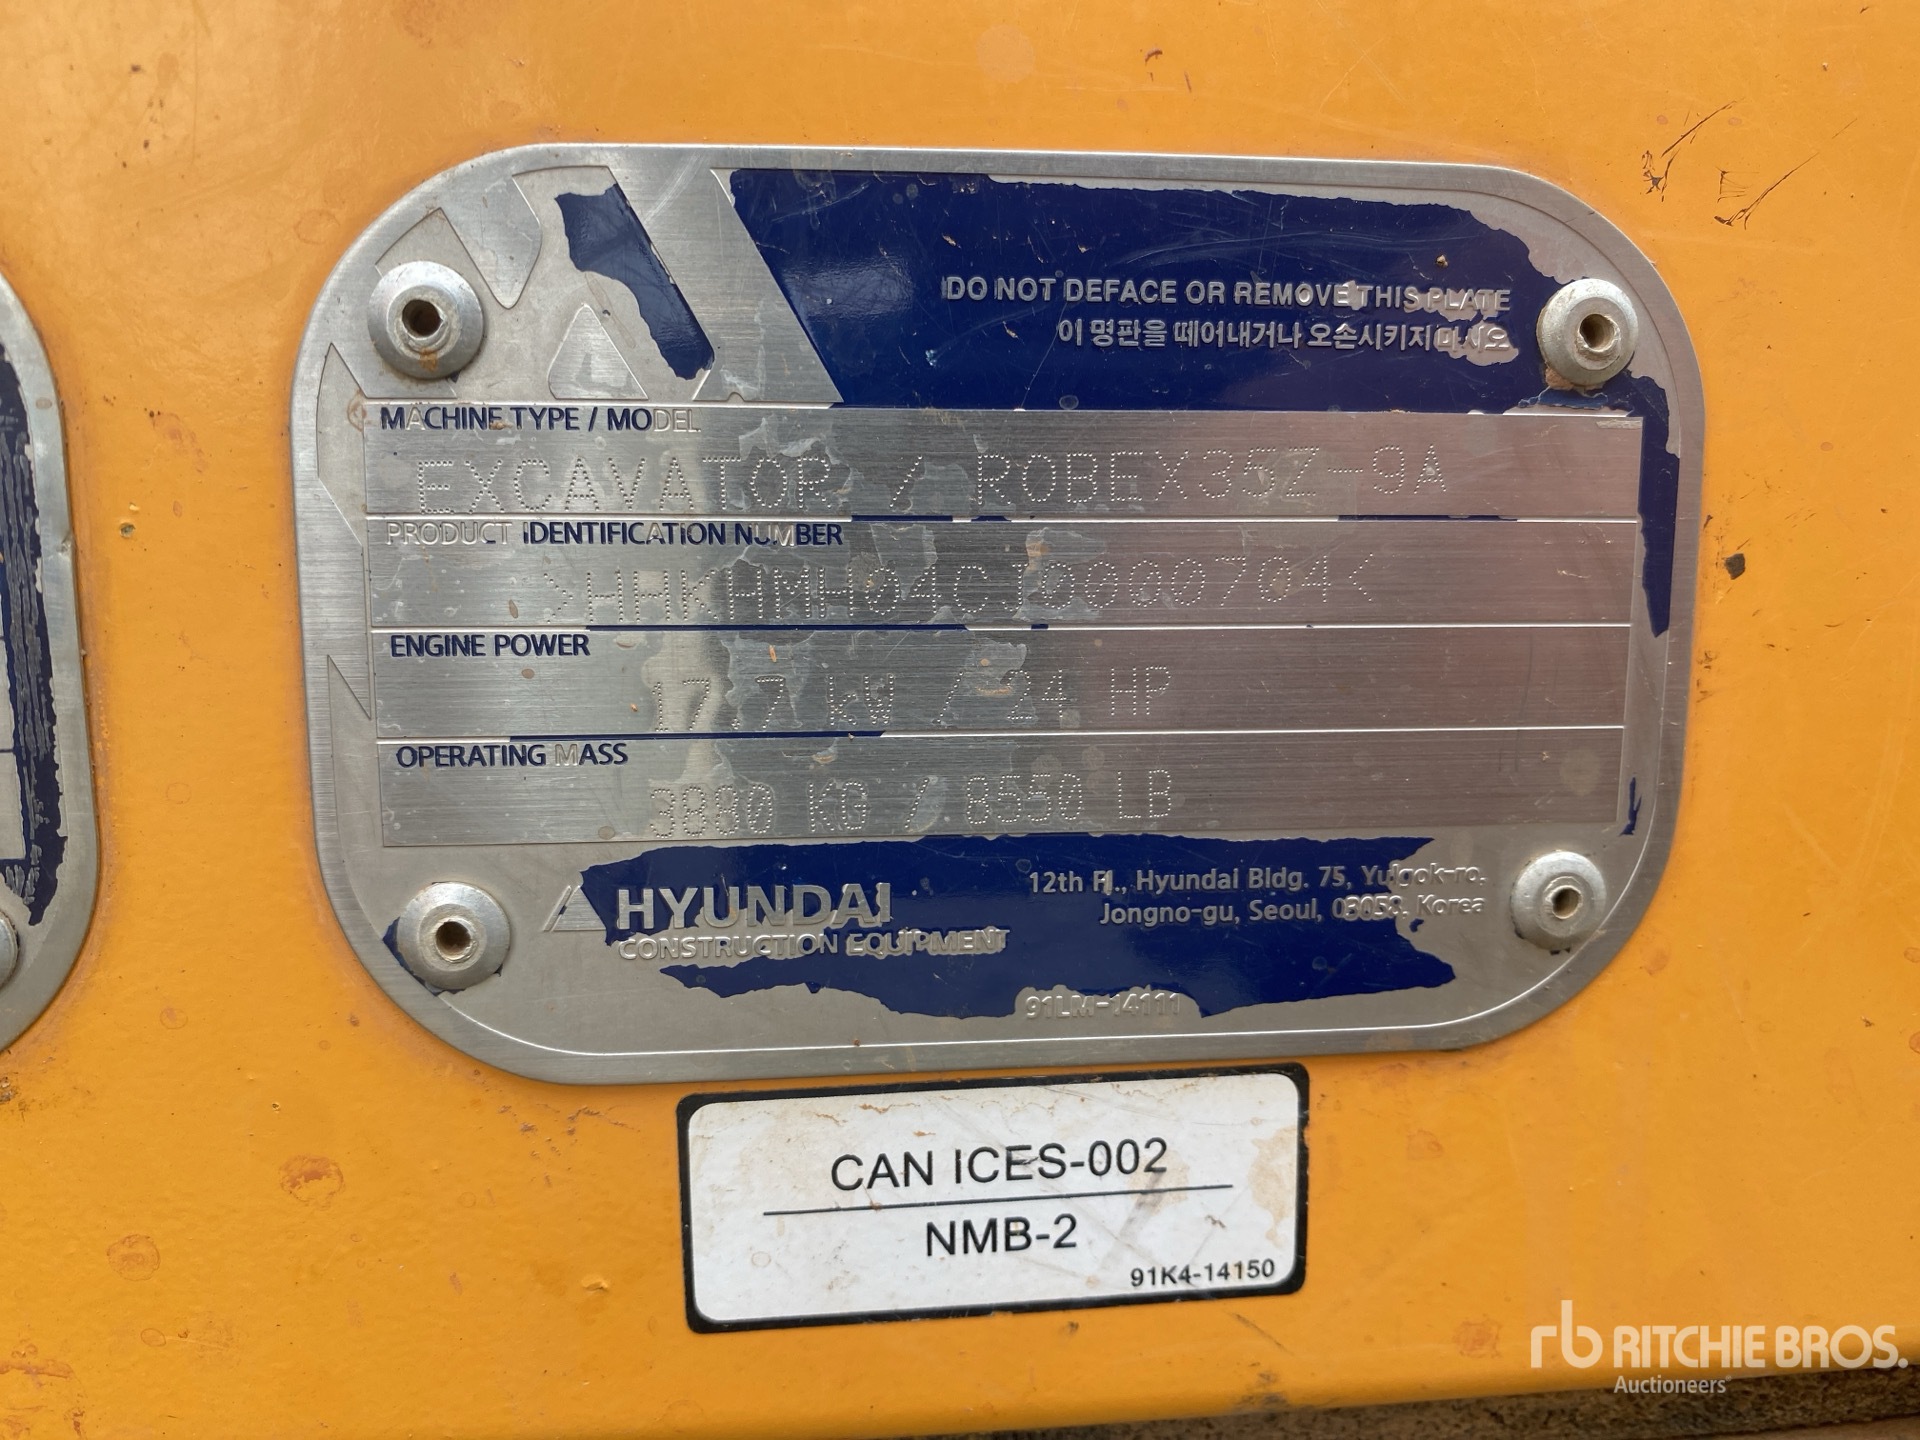 DO NOT DEFACE OR REMOVE THIS PLATE
이 명판을 떼어내거나 오손시키지마시오
MACHINE TYPE / MODEL
EXCAVATOR / ROBEX35Z-9A
PRODUCT IDENTIFICATION NUMBER
>HHKHMH04CJ0000704<
ENGINE POWER
17.7 kW / 24 HP
OPERATING MASS
3880 KG / 8550 LB
HYUNDAI
CONSTRUCTION EQUIPMENT
12th Fl., Hyundai Bldg. 75, Yulgok-ro,
Jongno-gu, Seoul, 03058, Korea
91LM-14111
CAN ICES-002
NMB-2
91K4-14150
rb RITCHIE BROS.
Auctioneers